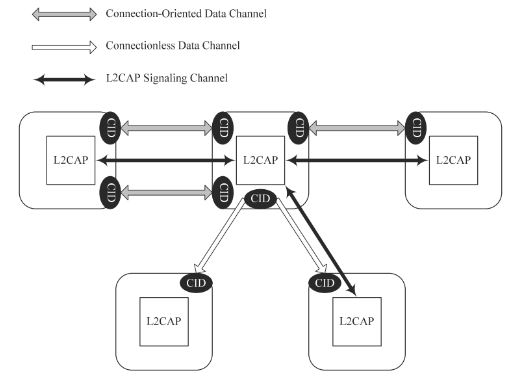 Connection-Oriented Data Channel
Connectionless Data Channel
L2CAP Signaling Channel
CID
CID
CID
CID
L2CAP
L2CAP
L2CAP
CID
CID
CID
CID
CID
L2CAP
L2CAP